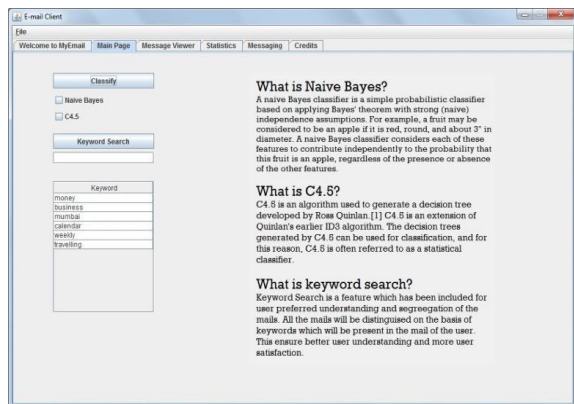 E-mail Client
File
Welcome to MyEmail Main Page Message Viewer Statistics Messaging Credits
Classify
Naive Bayes
C4.5
Keyword Search
Keyword
money
business
mumbai
calendar
weekly
travelling
What is Naive Bayes?
A naive Bayes classifier is a simple probabilistic classifier
based on applying Bayes' theorem with strong (naive)
independence assumptions. For example, a fruit may be
considered to be an apple if it is red, round, and about 3" in
diameter. A naive Bayes classifier considers each of these
features to contribute independently to the probability that
this fruit is an apple, regardless of the presence or absence
of the other features.
What is C4.5?
C4.5 is an algorithm used to generate a decision tree
developed by Ross Quinlan.[1] C4.5 is an extension of
Quinlan's earlier ID3 algorithm. The decision trees
generated by C4.5 can be used for classification, and for
this reason, C4.5 is often referred to as a statistical
classifier.
What is keyword search?
Keyword Search is a feature which has been included for
user preferred understanding and segreegation of the
mails. All the mails will be distinguised on the basis of
keywords which will be present in the mail of the user.
This ensure better user understanding and more user
satisfaction.